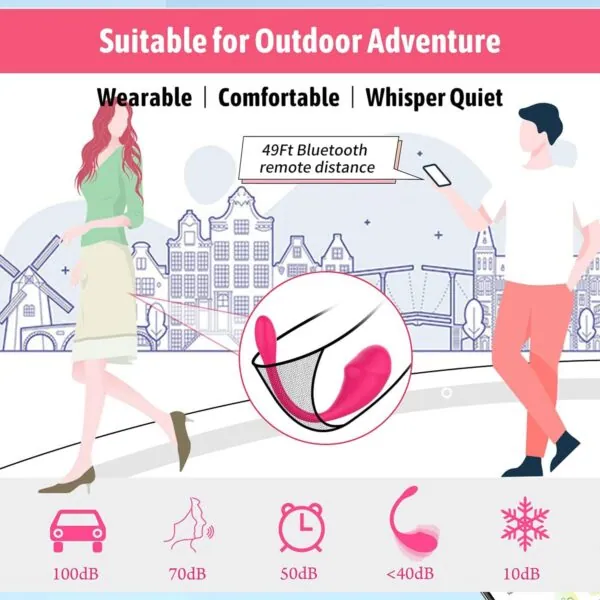 Suitable for Outdoor Adventure
Wearable | Comfortable | Whisper Quiet
49Ft Bluetooth
remote distance
100dB
70dB
50dB
<40dB
10dB